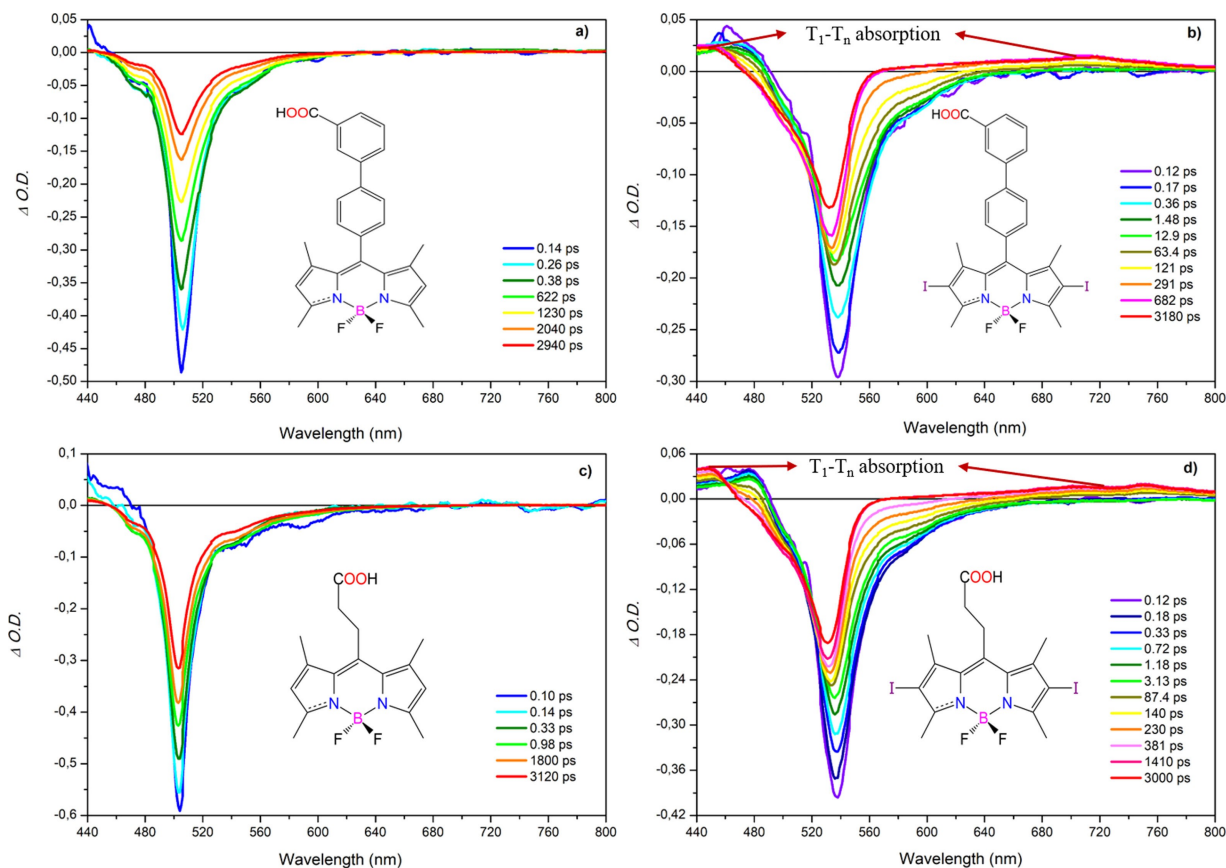 a)
0,05
0,00
-0,05
-0,10
-0,15
-0,20
-0,25
-0,30
-0,35
-0,40
-0,45
-0,50
Δ O.D.
HOOC
N N
B
F F
0.14 ps
0.26 ps
0.38 ps
622 ps
1230 ps
2040 ps
2940 ps
440 480 520 560 600 640 680 720 760 800
Wavelength (nm)
b)
T1-Tn absorption
0,05
0,00
-0,05
-0,10
-0,15
-0,20
-0,25
-0,30
Δ O.D.
HOOC
I I
N N
B
F F
0.12 ps
0.17 ps
0.36 ps
1.48 ps
12.9 ps
63.4 ps
121 ps
291 ps
682 ps
3180 ps
440 480 520 560 600 640 680 720 760 800
Wavelength (nm)
c)
0,1
0,0
-0,1
-0,2
-0,3
-0,4
-0,5
-0,6
Δ O.D.
COOH
N N
B
F F
0.10 ps
0.14 ps
0.33 ps
0.98 ps
1800 ps
3120 ps
440 480 520 560 600 640 680 720 760 800
Wavelength (nm)
d)
T1-Tn absorption
0,06
0,00
-0,06
-0,12
-0,18
-0,24
-0,30
-0,36
-0,42
Δ O.D.
COOH
I I
N N
B
F F
0.12 ps
0.18 ps
0.33 ps
0.72 ps
1.18 ps
3.13 ps
87.4 ps
140 ps
230 ps
381 ps
1410 ps
3000 ps
440 480 520 560 600 640 680 720 760 800
Wavelength (nm)